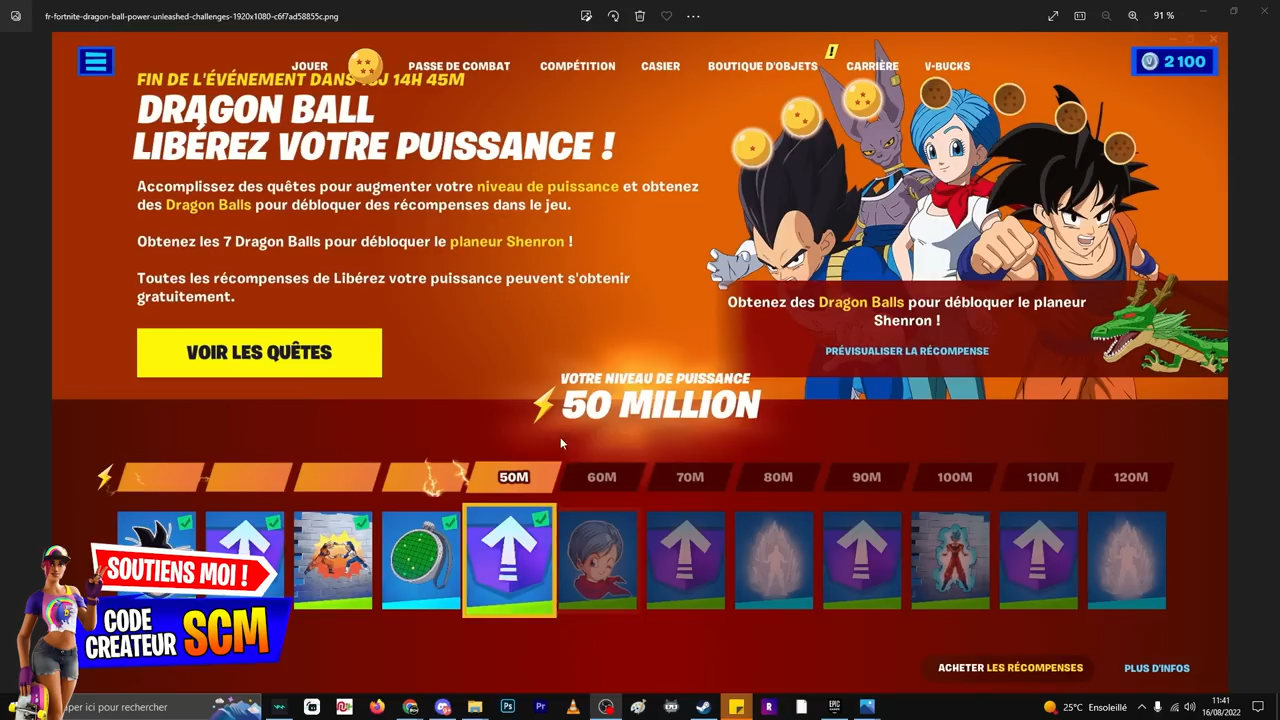 fr-fortnite-dragon-ball-power-unleashed-challenges-1920x1080-c6f7ad58855c.png
91 %
JOUER
PASSE DE COMBAT
COMPÉTITION
CASIER
BOUTIQUE D'OBJETS
!
CARRIÈRE
V-BUCKS
2 100
FIN DE L'ÉVÉNEMENT DANS 14H 45M
DRAGON BALL
LIBÉREZ VOTRE PUISSANCE !
Accomplissez des quêtes pour augmenter votre niveau de puissance et obtenez
des Dragon Balls pour débloquer des récompenses dans le jeu.
Obtenez les 7 Dragon Balls pour débloquer le planeur Shenron !
Toutes les récompenses de Libérez votre puissance peuvent s'obtenir
gratuitement.
VOIR LES QUÊTES
Obtenez des Dragon Balls pour débloquer le planeur
Shenron !
PRÉVISUALISER LA RÉCOMPENSE
VOTRE NIVEAU DE PUISSANCE
50 MILLION
50M
60M
70M
80M
90M
100M
110M
120M
SOUTIENS MOI !
CODE
CREATEUR SCM
ACHETER LES RÉCOMPENSES
PLUS D'INFOS
aper ici pour rechercher
25°C Ensoleillé
11:41
16/08/2022